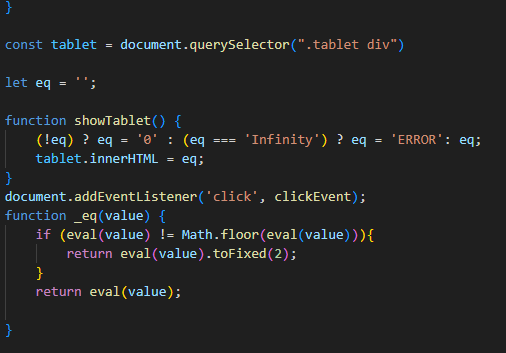 }
const tablet = document.querySelector(".tablet div")
let eq = '';
function showTablet() {
(!eq) ? eq = '0' : (eq === 'Infinity') ? eq = 'ERROR': eq;
tablet.innerHTML = eq;
}
document.addEventListener('click', clickEvent);
function _eq(value) {
if (eval(value) != Math.floor(eval(value))){
return eval(value).toFixed(2);
}
return eval(value);
}